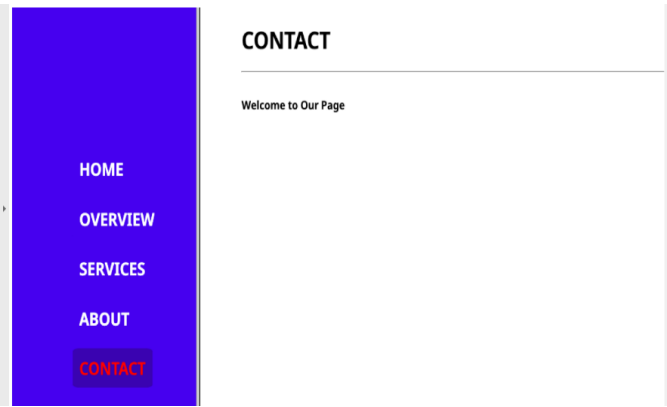 CONTACT
Welcome to Our Page
HOME
OVERVIEW
SERVICES
ABOUT
CONTACT